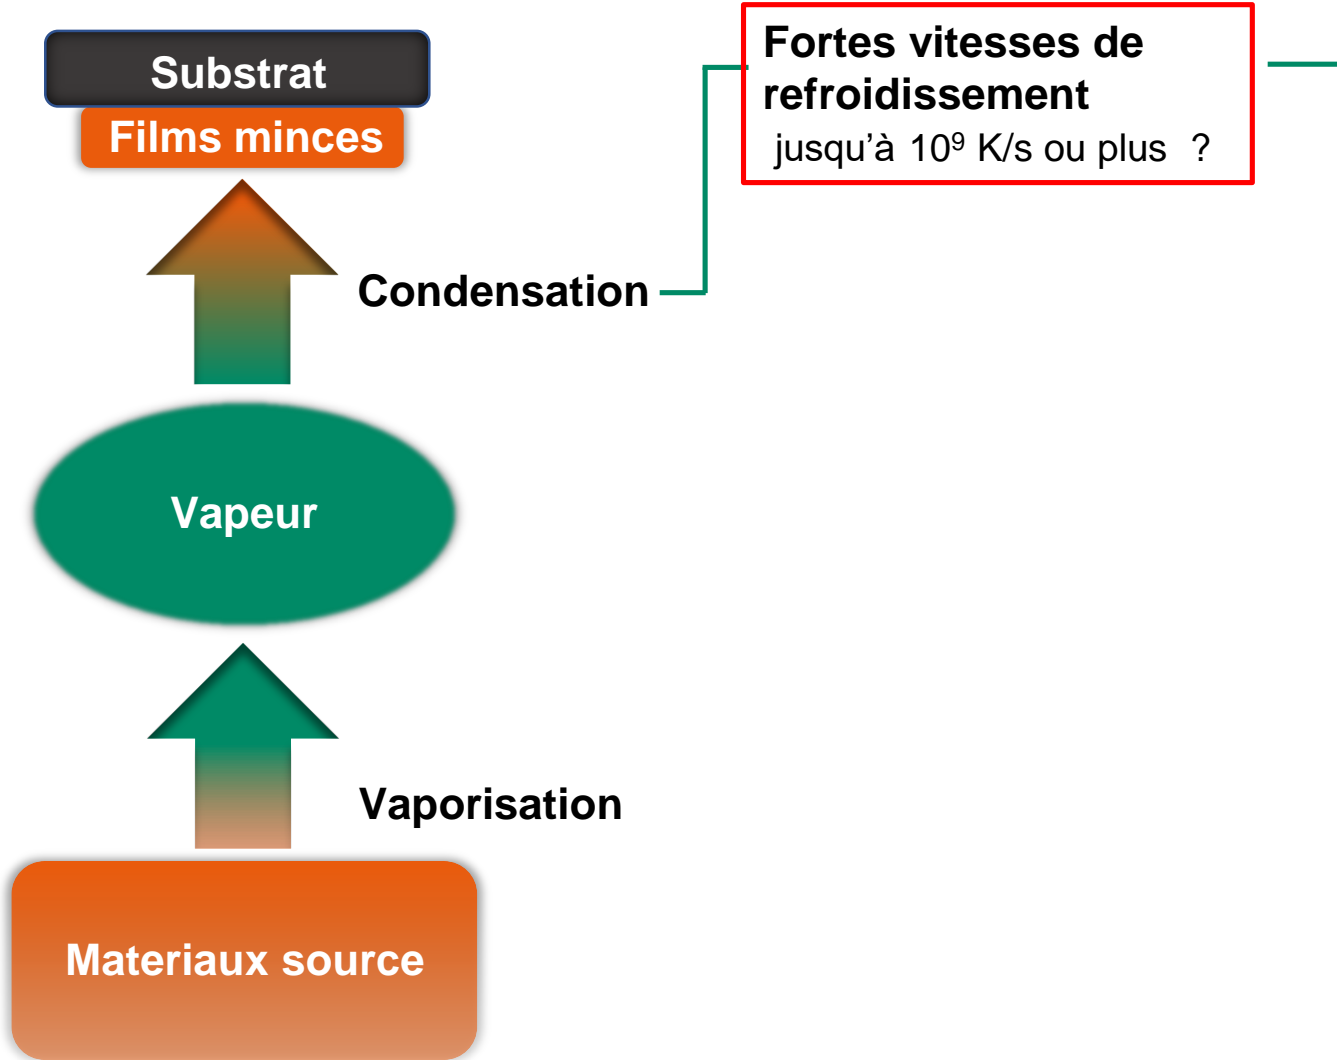 Substrat
Films minces
Fortes vitesses de
refroidissement
jusqu’à 10⁹ K/s ou plus ?
Condensation
Vapeur
Vaporisation
Materiaux source